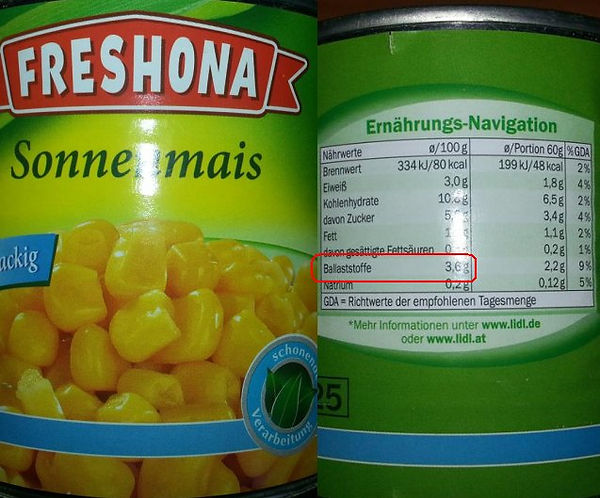 FRESHONA
Sonnenmais
ackig
schonende
Verarbeitung
Ernährungs-Navigation
Nährwerte ø/100 g ø/Portion 60g %GDA
Brennwert 334 kJ/80 kcal 199 kJ/48 kcal 2%
Eiweiß 3,0g 1,8g 4%
Kohlenhydrate 6,5g 2%
davon Zucker 3,4g 4%
Fett 1,1g 2%
davon gesättigte Fettsäuren 0,2g 1%
Ballaststoffe 3,6g 2,2g 9%
Natrium 0,2g 0,12g 5%
GDA = Richtwerte der empfohlenen Tagesmenge
*Mehr Informationen unter www.lidl.de
oder www.lidl.at
25